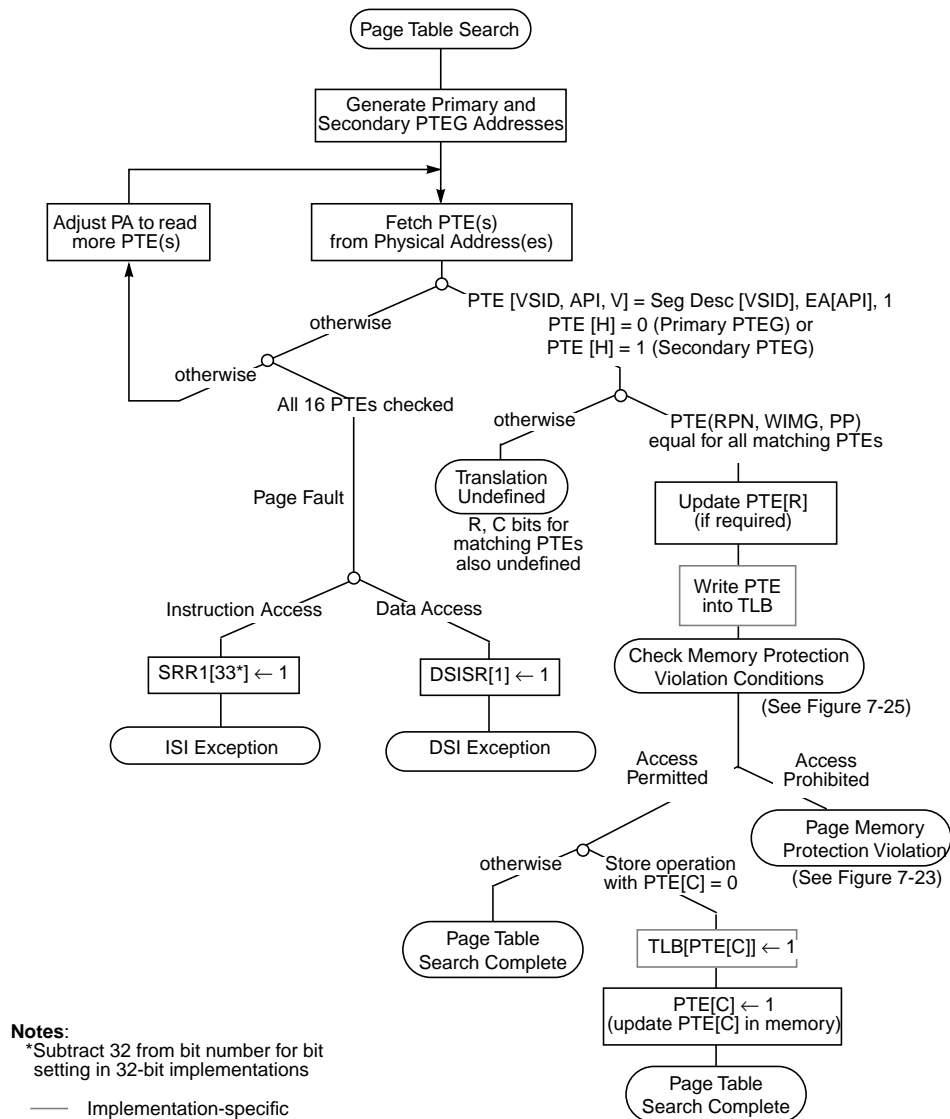 Page Table Search
Generate Primary and
Secondary PTEG Addresses
Adjust PA to read
more PTE(s)
Fetch PTE(s)
from Physical Address(es)
otherwise
PTE [VSID, API, V] = Seg Desc [VSID], EA[API], 1
PTE [H] = 0 (Primary PTEG) or
PTE [H] = 1 (Secondary PTEG)
otherwise
All 16 PTEs checked
otherwise
PTE(RPN, WIMG, PP)
equal for all matching PTEs
Translation
Undefined
R, C bits for
matching PTEs
also undefined
Page Fault
Update PTE[R]
(if required)
Write PTE
into TLB
Instruction Access
Data Access
SRR1[33*] ← 1
DSISR[1] ← 1
Check Memory Protection
Violation Conditions
(See Figure 7-25)
ISI Exception
DSI Exception
Access
Permitted
Access
Prohibited
Page Memory
Protection Violation
(See Figure 7-23)
otherwise
Store operation
with PTE[C] = 0
Page Table
Search Complete
TLB[PTE[C]] ← 1
PTE[C] ← 1
(update PTE[C] in memory)
Page Table
Search Complete
Notes:
*Subtract 32 from bit number for bit
setting in 32-bit implementations
Implementation-specific